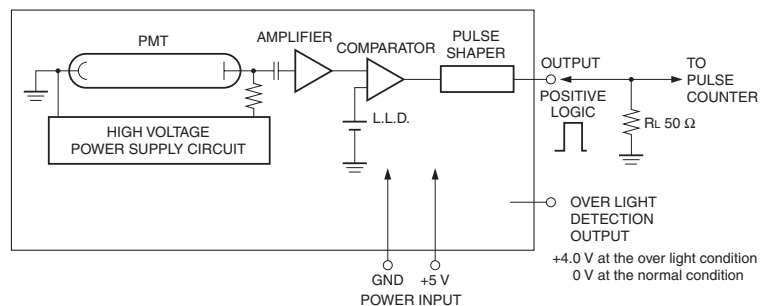 PMT
AMPLIFIER
COMPARATOR
PULSE
SHAPER
HIGH VOLTAGE
POWER SUPPLY CIRCUIT
L.L.D.
OUTPUT
POSITIVE
LOGIC
TO
PULSE
COUNTER
RL 50 Ω
OVER LIGHT
DETECTION
OUTPUT
+4.0 V at the over light condition
0 V at the normal condition
GND
+5 V
POWER INPUT